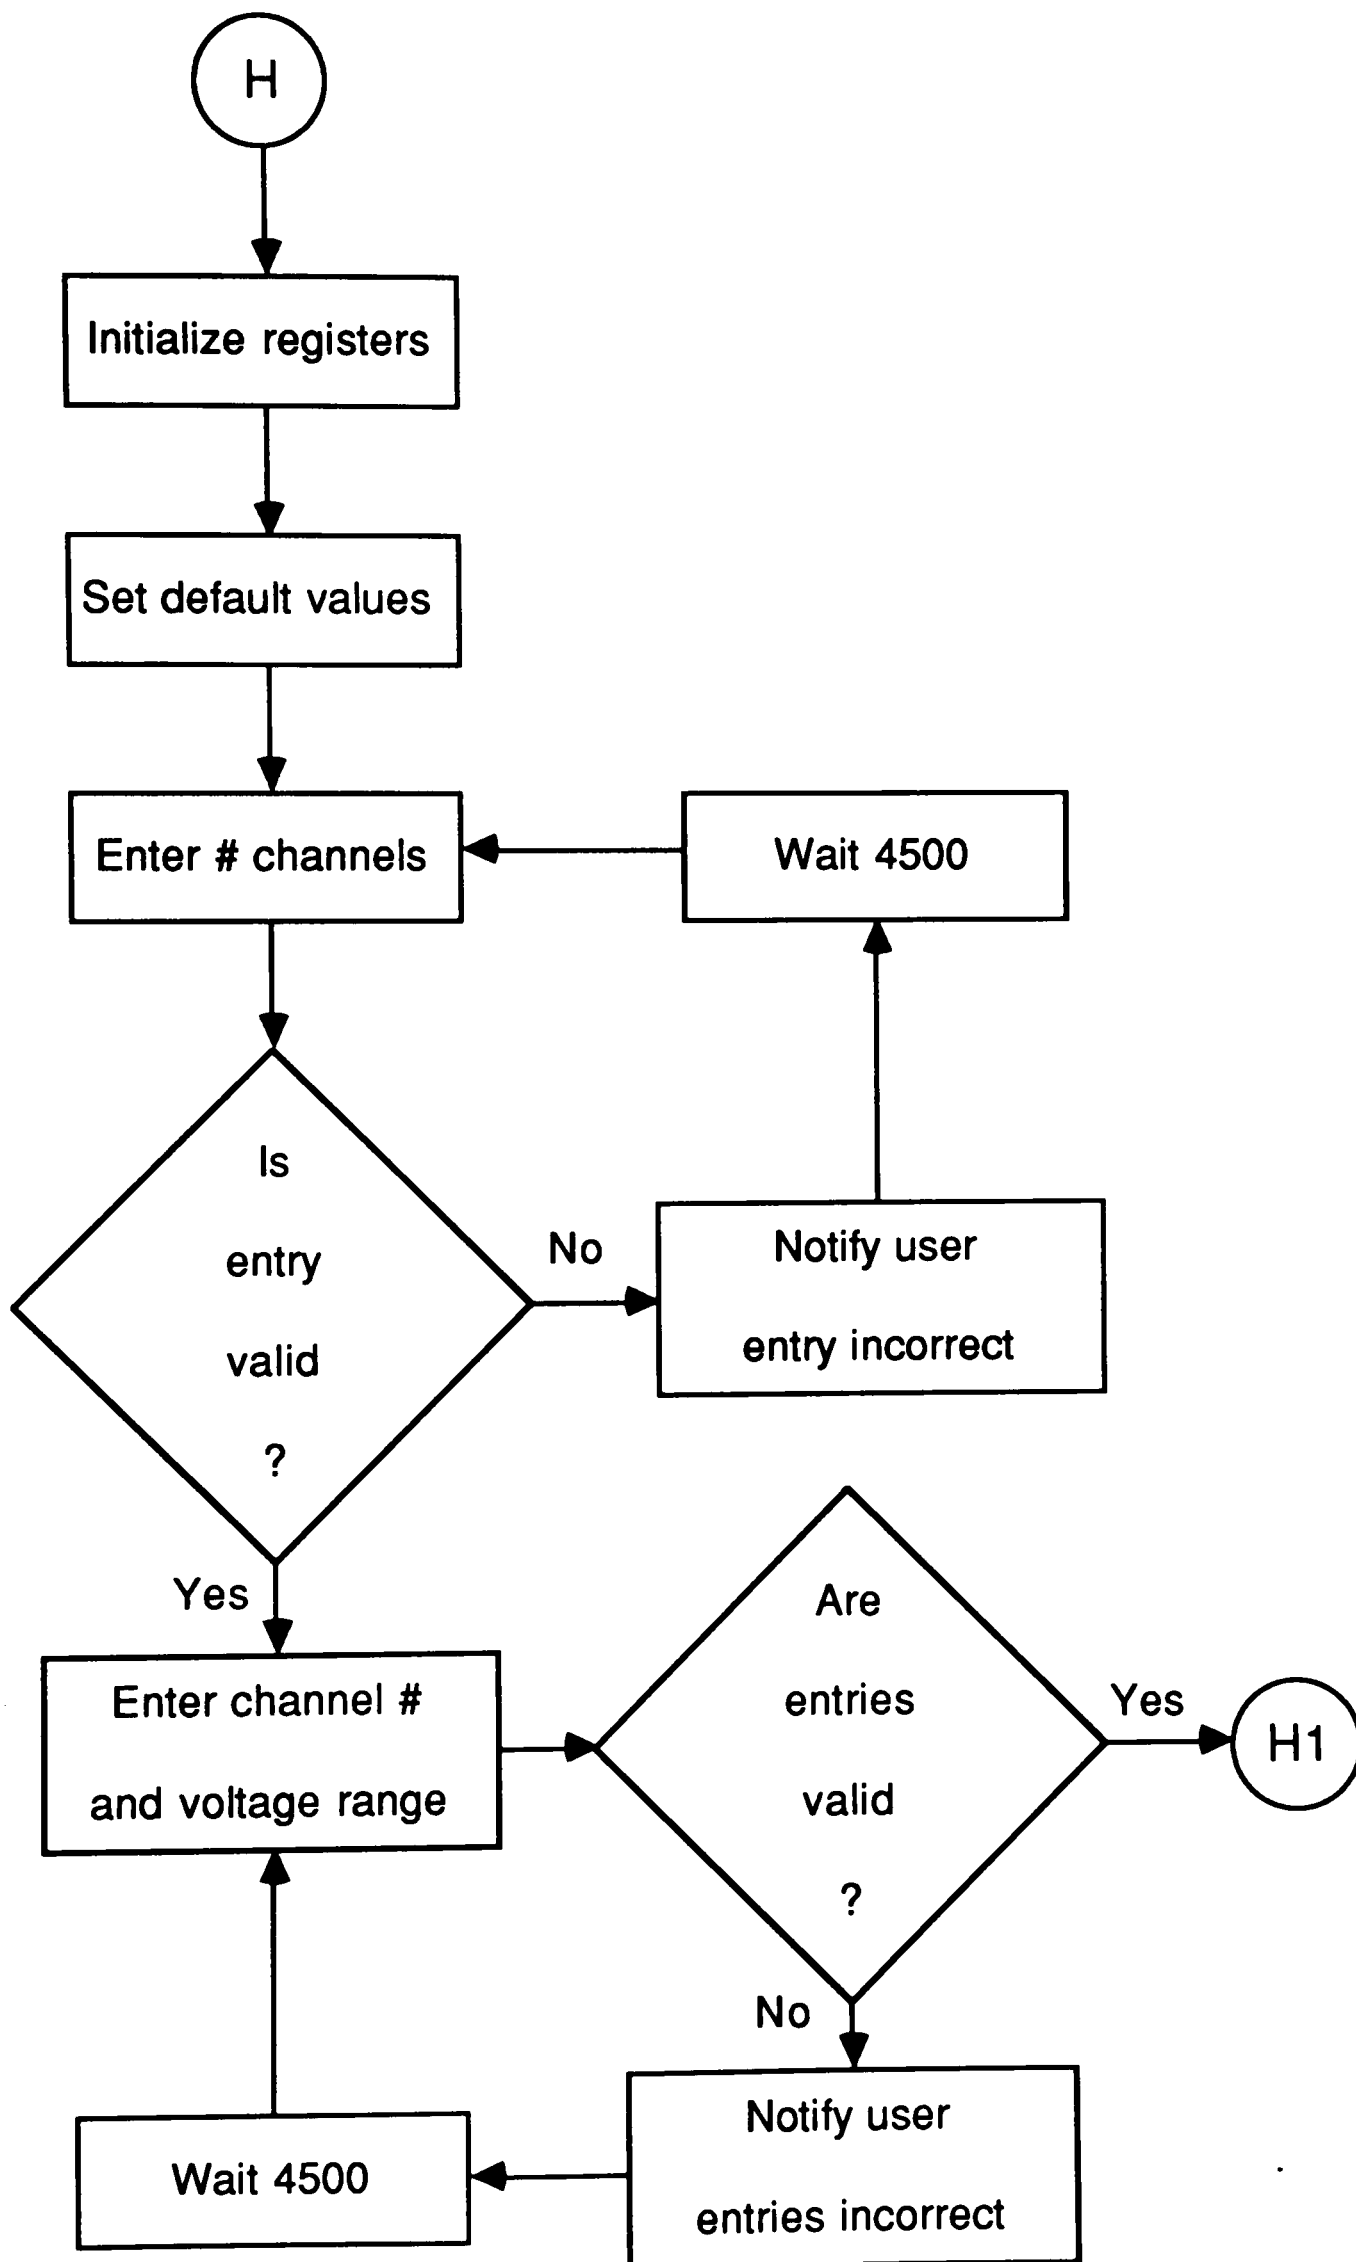 H
Initialize registers
Set default values
Enter # channels
Wait 4500
Is
entry
valid
?
No
Notify user
entry incorrect
Yes
Enter channel #
and voltage range
Are
entries
valid
?
Yes
H1
No
Notify user
entries incorrect
Wait 4500